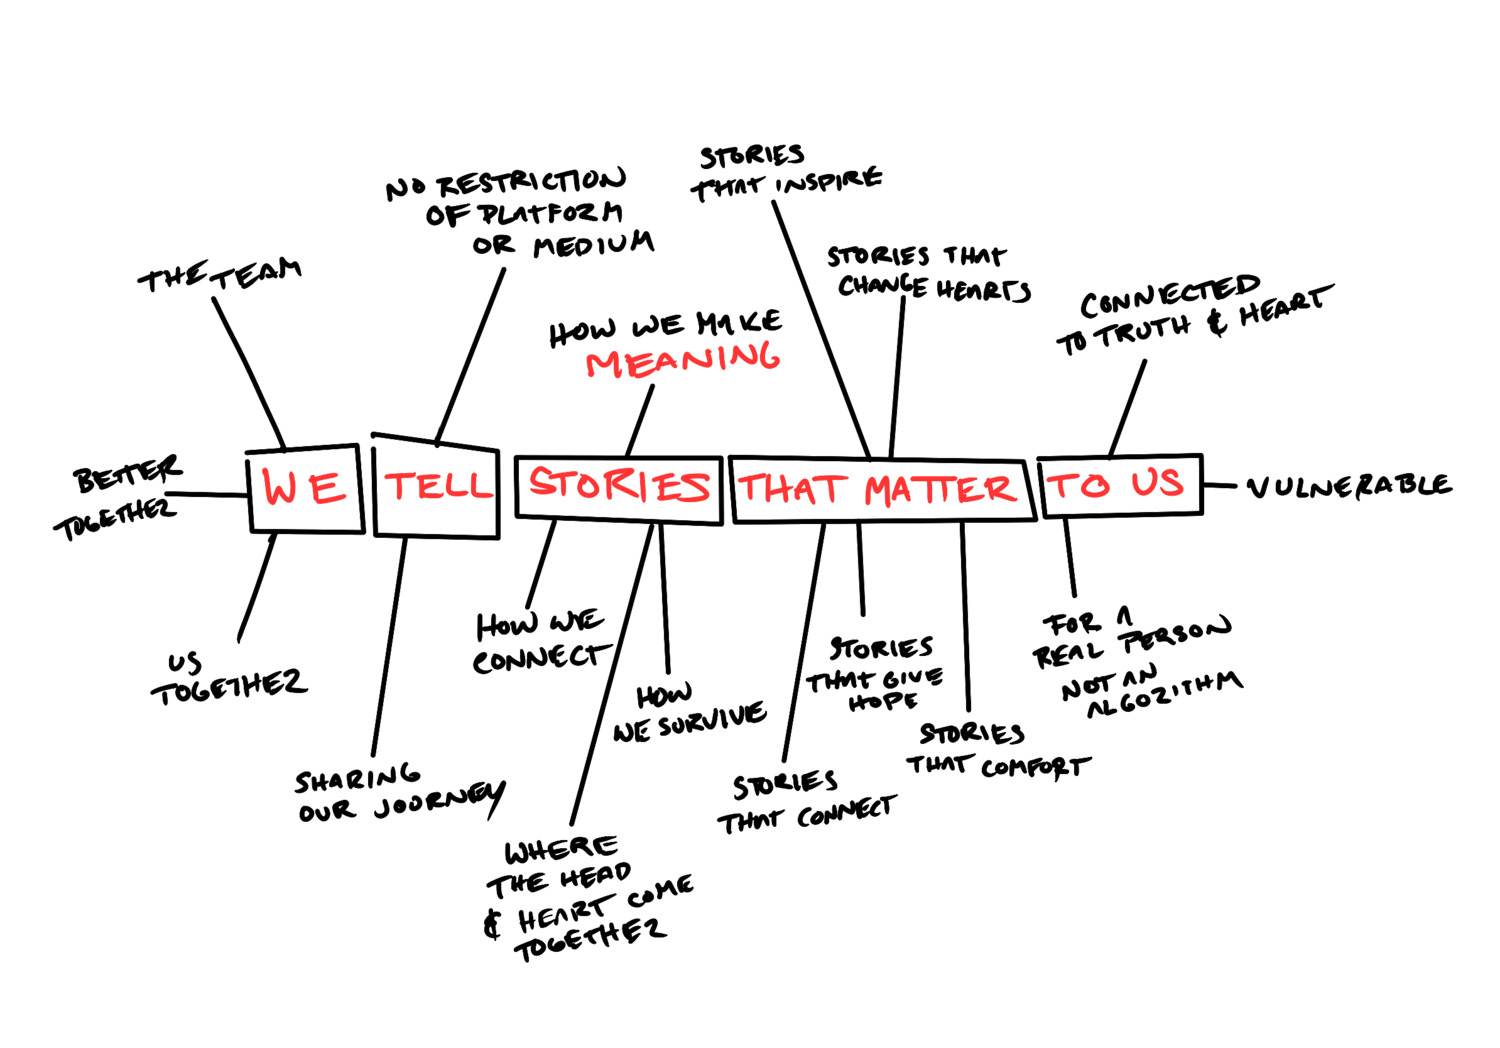 STORIES
THAT INSPIRE
NO RESTRICTION
OF PLATFORM
OR MEDIUM
STORIES THAT
CHANGE HEARTS
THE TEAM
CONNECTED
TO TRUTH & HEART
HOW WE MAKE
MEANING
BETTER
TOGETHER
WE
TELL
STORIES
THAT MATTER
TO US
VULNERABLE
US
TOGETHER
HOW WE
CONNECT
HOW
WE SURVIVE
STORIES
THAT GIVE
HOPE
FOR A
REAL PERSON
NOT AN
ALGORITHM
STORIES
THAT COMFORT
SHARING
OUR JOURNEY
STORIES
THAT CONNECT
WHERE
THE HEAD
& HEART COME
TOGETHER